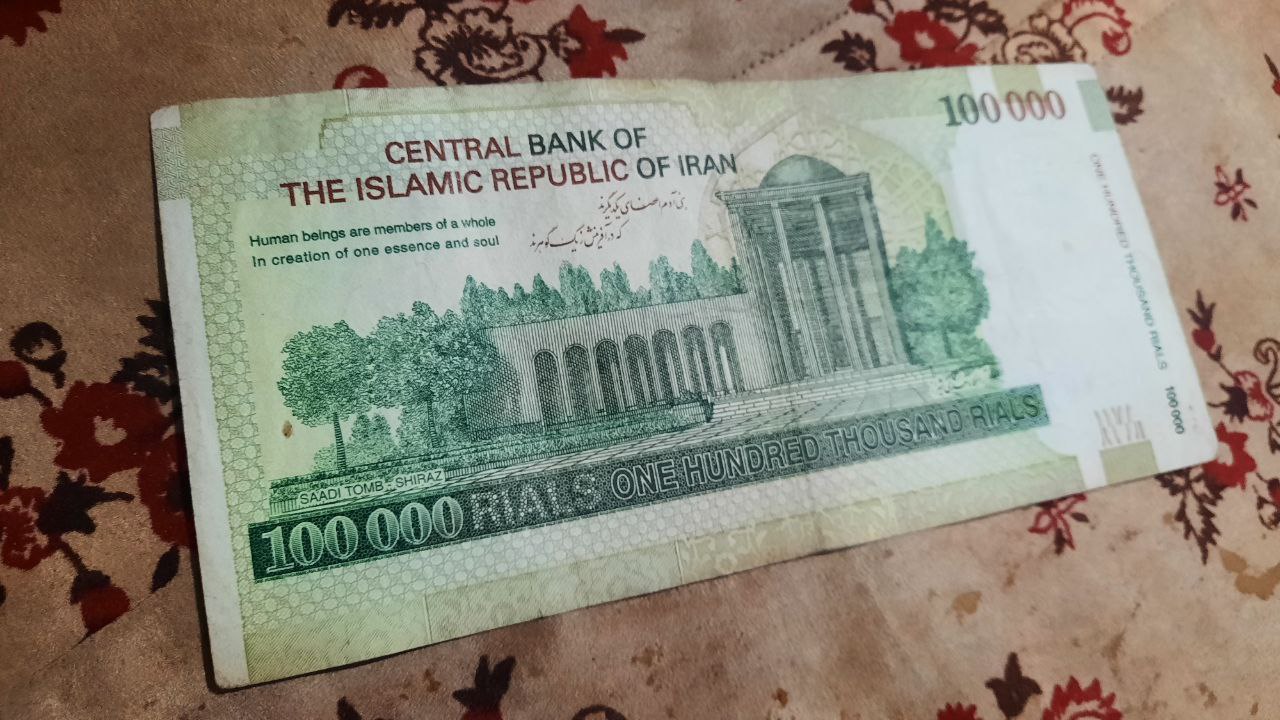 100 000
CENTRAL BANK OF
THE ISLAMIC REPUBLIC OF IRAN
Human beings are members of a whole
In creation of one essence and soul
بنی آدم اعضای یکدیگرند
که در آفرینش ز یک گوهرند
ONE HUNDRED THOUSAND RIALS 100 000
SAADI TOMB - SHIRAZ
100 000 RIALS ONE HUNDRED THOUSAND RIALS